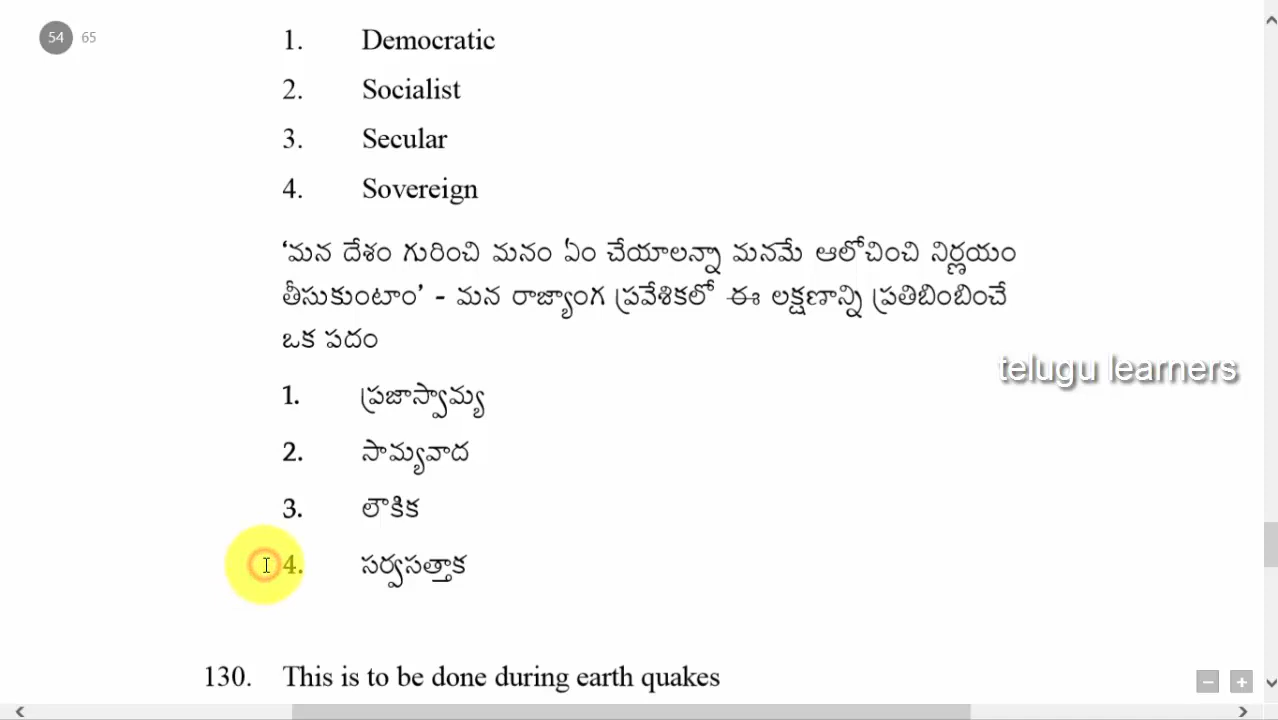 54 65
1. Democratic
2. Socialist
3. Secular
4. Sovereign
‘మన దేశం గురించి మనం ఏం చేయాలన్నా మనమే ఆలోచించి నిర్ణయం
తీసుకుంటాం’ - మన రాజ్యాంగ ప్రవేశికలో ఈ లక్షణాన్ని ప్రతిబింబించే
ఒక పదం
telugu learners
1. ప్రజాస్వామ్య
2. సామ్యవాద
3. లౌకిక
4. సర్వసత్తాక
130. This is to be done during earth quakes